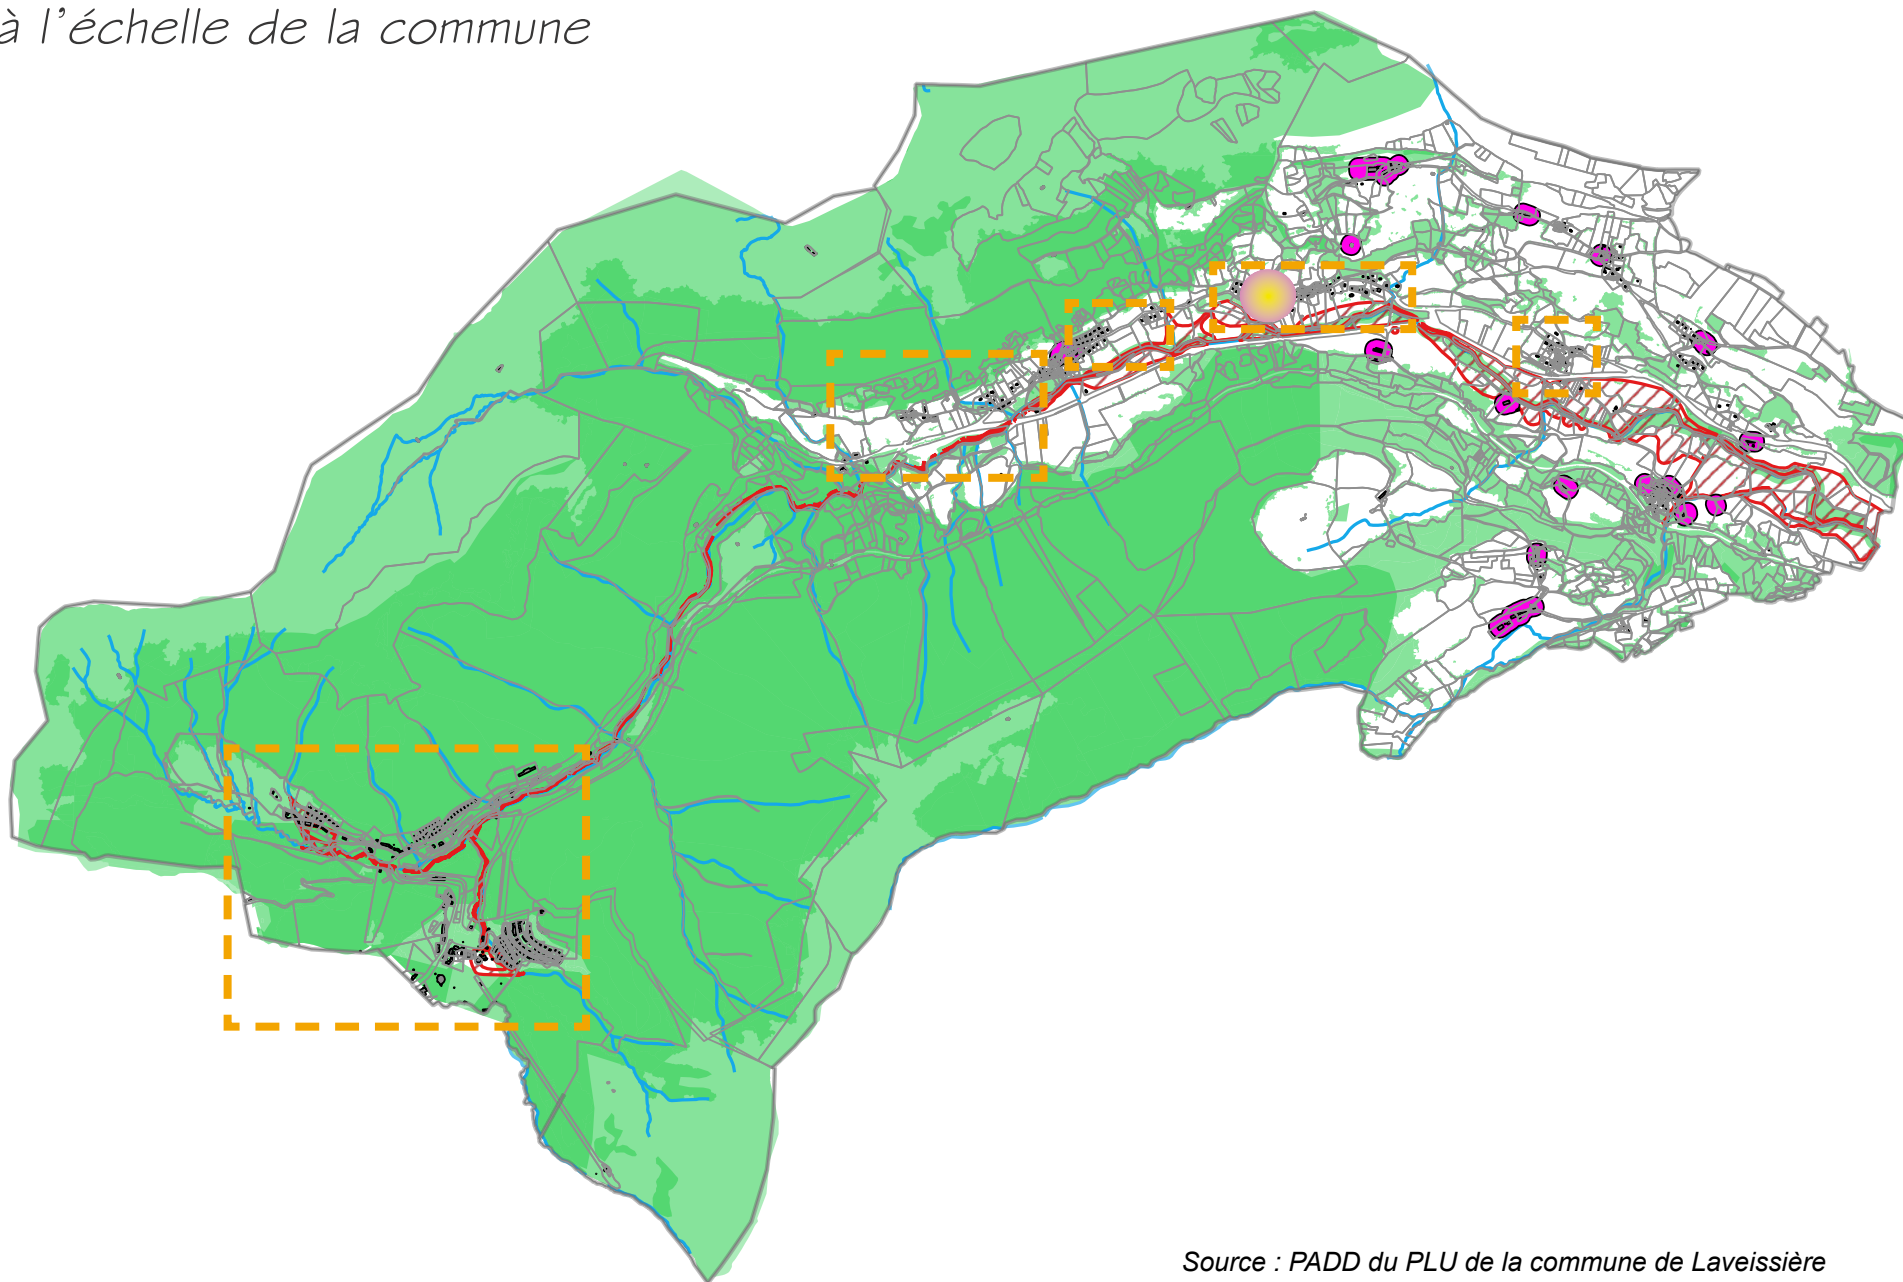 à l'échelle de la commune
Source : PADD du PLU de la commune de Laveissière